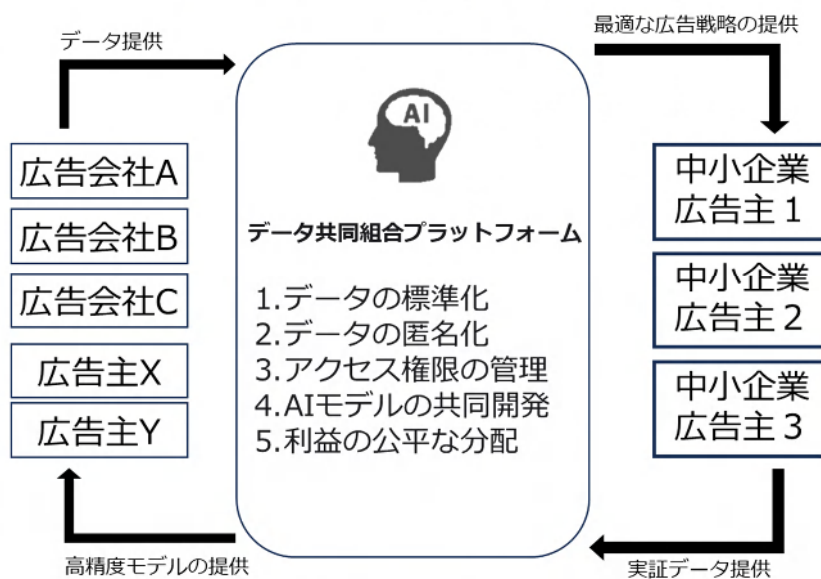 データ提供
最適な広告戦略の提供
AI
広告会社A
広告会社B
広告会社C
広告主X
広告主Y
データ共同組合プラットフォーム
1.データの標準化
2.データの匿名化
3.アクセス権限の管理
4.AIモデルの共同開発
5.利益の公平な分配
中小企業
広告主１
中小企業
広告主２
中小企業
広告主３
高精度モデルの提供
実証データ提供